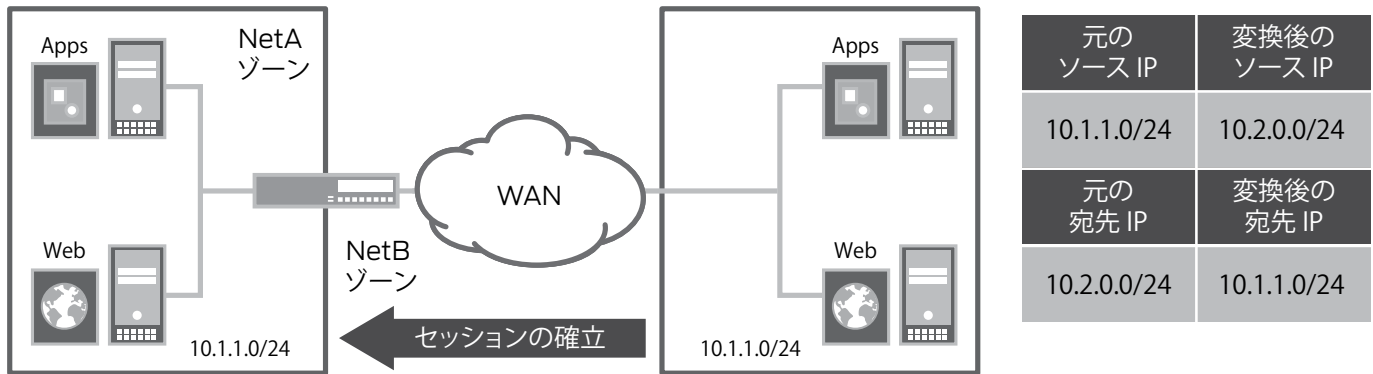 Apps
NetA
ゾーン
Web
10.1.1.0/24
NetB
ゾーン
WAN
セッションの確立
Apps
Web
10.1.1.0/24
元の
ソース IP
変換後の
ソース IP
10.1.1.0/24
10.2.0.0/24
元の
宛先 IP
変換後の
宛先 IP
10.2.0.0/24
10.1.1.0/24